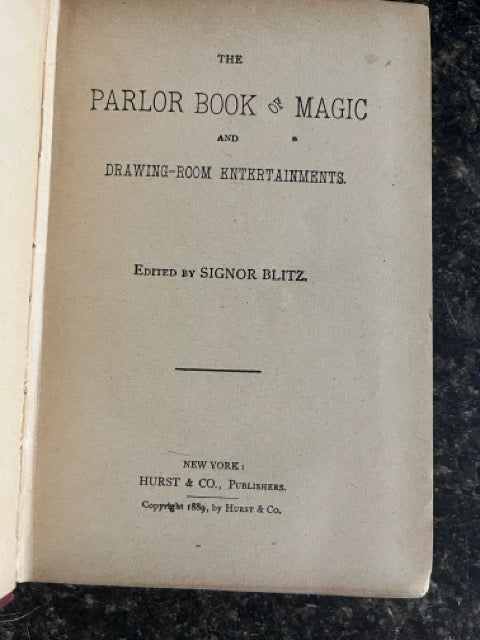 THE
PARLOR BOOK OF MAGIC
AND
DRAWING-ROOM ENTERTAINMENTS.
EDITED BY SIGNOR BLITZ.
NEW YORK:
HURST & CO., PUBLISHERS.
Copyright 1889, by HURST & CO.